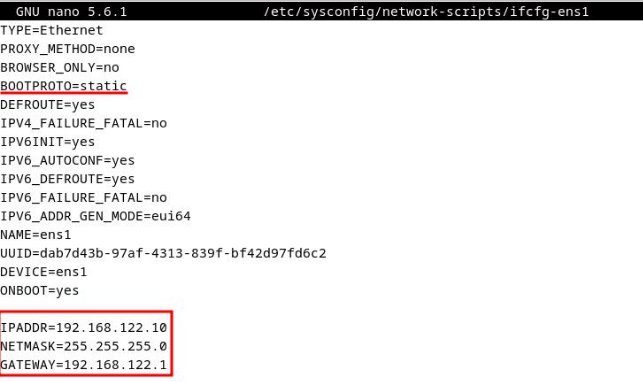 GNU nano 5.6.1 /etc/sysconfig/network-scripts/ifcfg-ens1
TYPE=Ethernet
PROXY_METHOD=none
BROWSER_ONLY=no
BOOTPROTO=static
DEFROUTE=yes
IPV4_FAILURE_FATAL=no
IPV6INIT=yes
IPV6_AUTOCONF=yes
IPV6_DEFROUTE=yes
IPV6_FAILURE_FATAL=no
IPV6_ADDR_GEN_MODE=eui64
NAME=ens1
UUID=dab7d43b-97af-4313-839f-bf42d97fd6c2
DEVICE=ens1
ONBOOT=yes
IPADDR=192.168.122.10
NETMASK=255.255.255.0
GATEWAY=192.168.122.1